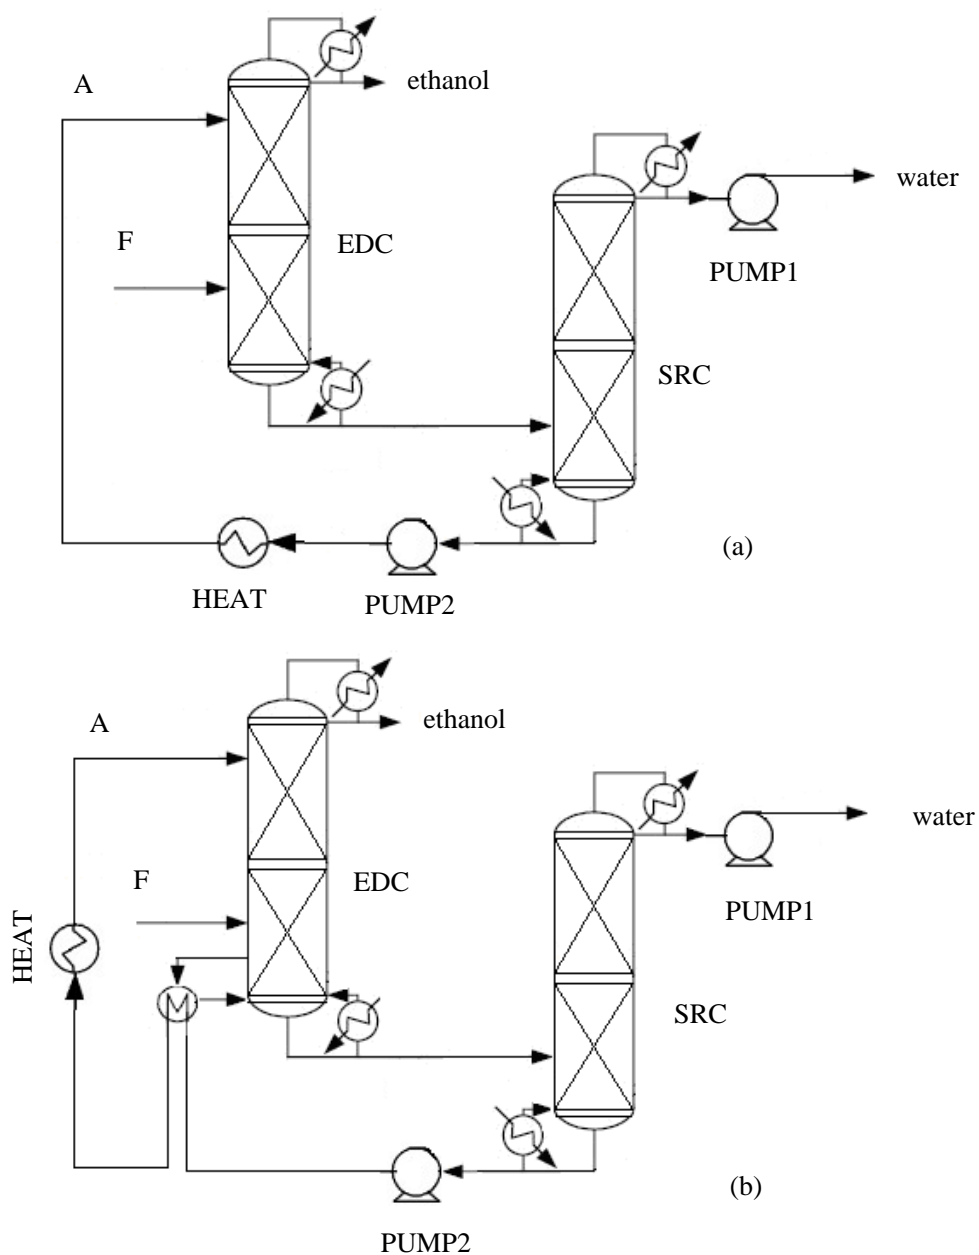 A
ethanol
water
F
EDC
PUMP1
SRC
(a)
HEAT
PUMP2
A
ethanol
water
F
EDC
PUMP1
HEAT
SRC
(b)
PUMP2